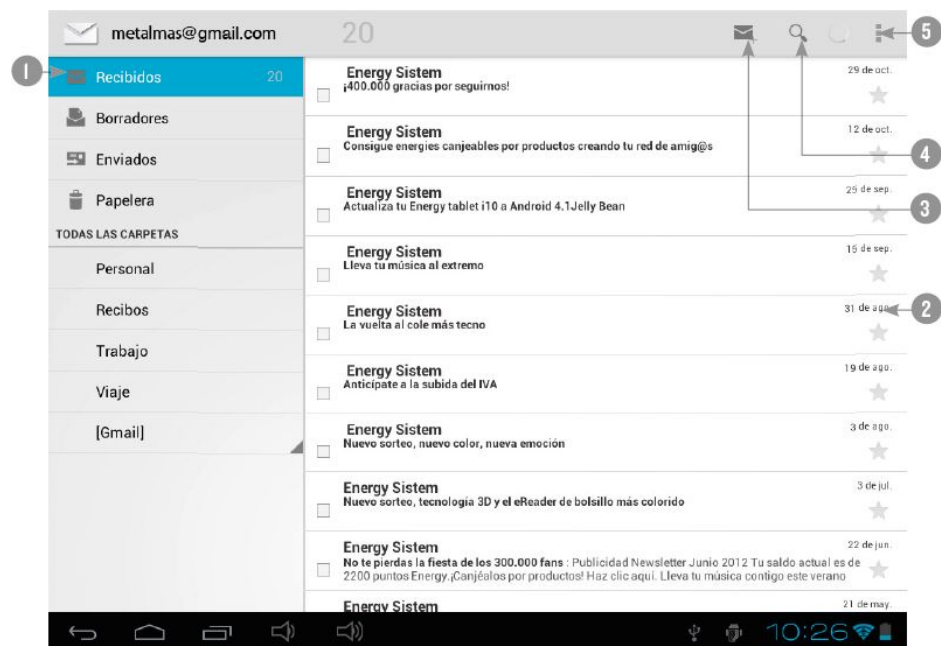 metalmas@gmail.com
20
5
1
Recibidos 20
Borradores
Enviados
Papelera
TODAS LAS CARPETAS
Personal
Recibos
Trabajo
Viaje
[Gmail]
Energy Sistem 29 de oct.
¡400.000 gracias por seguirnos!
Energy Sistem 12 de oct.
Consigue energies canjeables por productos creando tu red de amig@s
4
Energy Sistem 25 de sep.
Actualiza tu Energy tablet i10 a Android 4.1Jelly Bean
3
Energy Sistem 15 de sep.
Lleva tu música al extremo
Energy Sistem 31 de ago.
La vuelta al cole más tecno
2
Energy Sistem 19 de ago.
Anticípate a la subida del IVA
Energy Sistem 3 de ago.
Nuevo sorteo, nuevo color, nueva emoción
Energy Sistem 3 de jul.
Nuevo sorteo, tecnología 3D y el eReader de bolsillo más colorido
Energy Sistem 22 de jun.
No te pierdas la fiesta de los 300.000 fans : Publicidad Newsletter Junio 2012 Tu saldo actual es de
2200 puntos Energy.¡Canjéalos por productos! Haz clic aquí. Lleva tu música contigo este verano
Energy Sistem 21 de may.
10:26